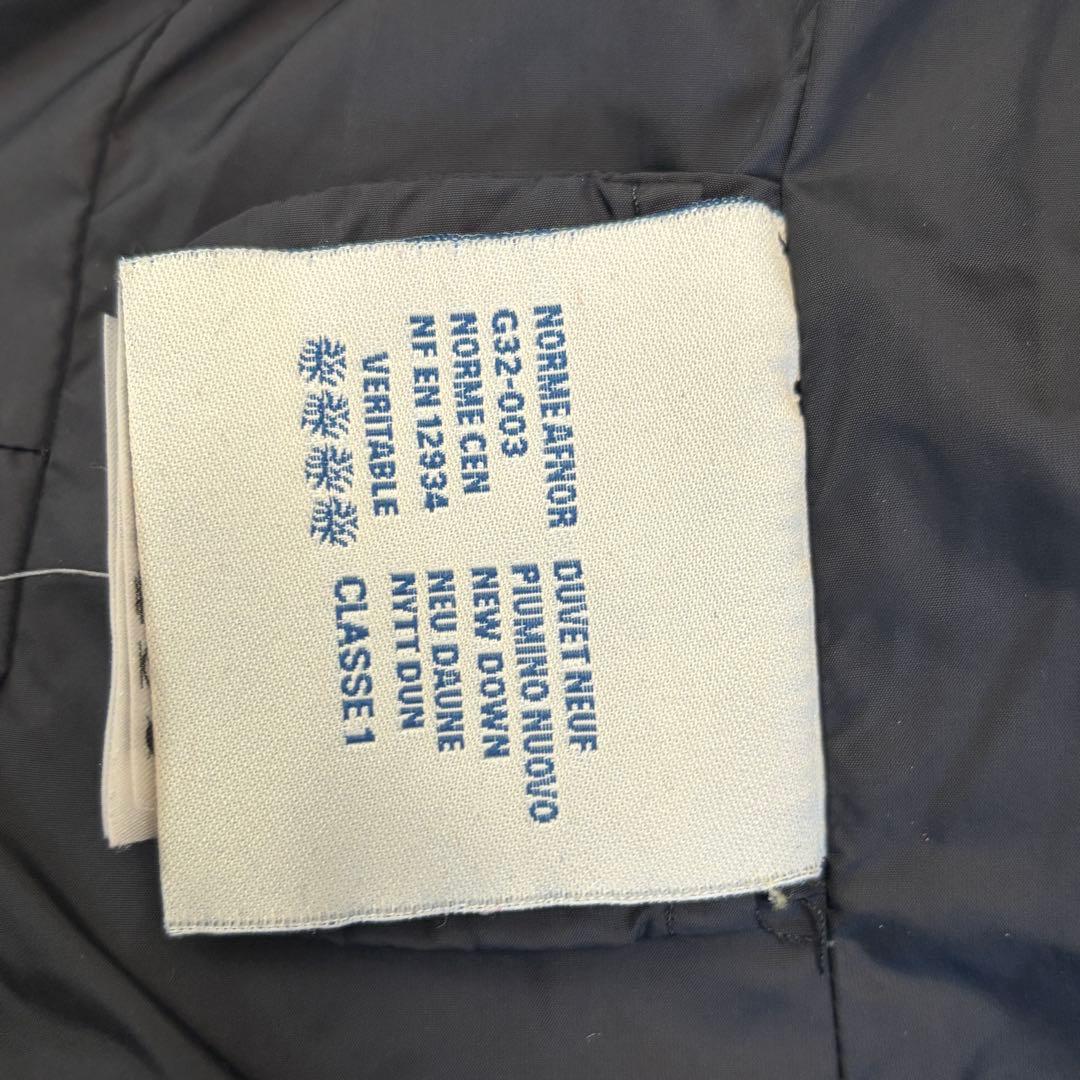 NORME AFNOR
G32-003
NORME CEN
NF EN 12934
VERITABLE
DUVET NEUF
PIUMINO NUOVO
NEW DOWN
NEU DAUNE
NYTT DUN
CLASSE 1